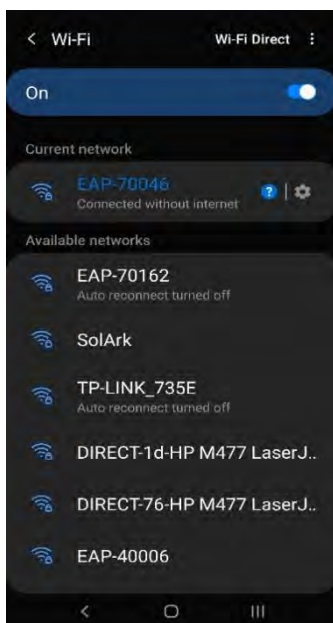 Wi-Fi Wi-Fi Direct
On
Current network
EAP-70046
Connected without internet
Available networks
EAP-70162
Auto reconnect turned off
SolArk
TP-LINK_735E
Auto reconnect turned off
DIRECT-1d-HP M477 LaserJ..
DIRECT-76-HP M477 LaserJ..
EAP-40006